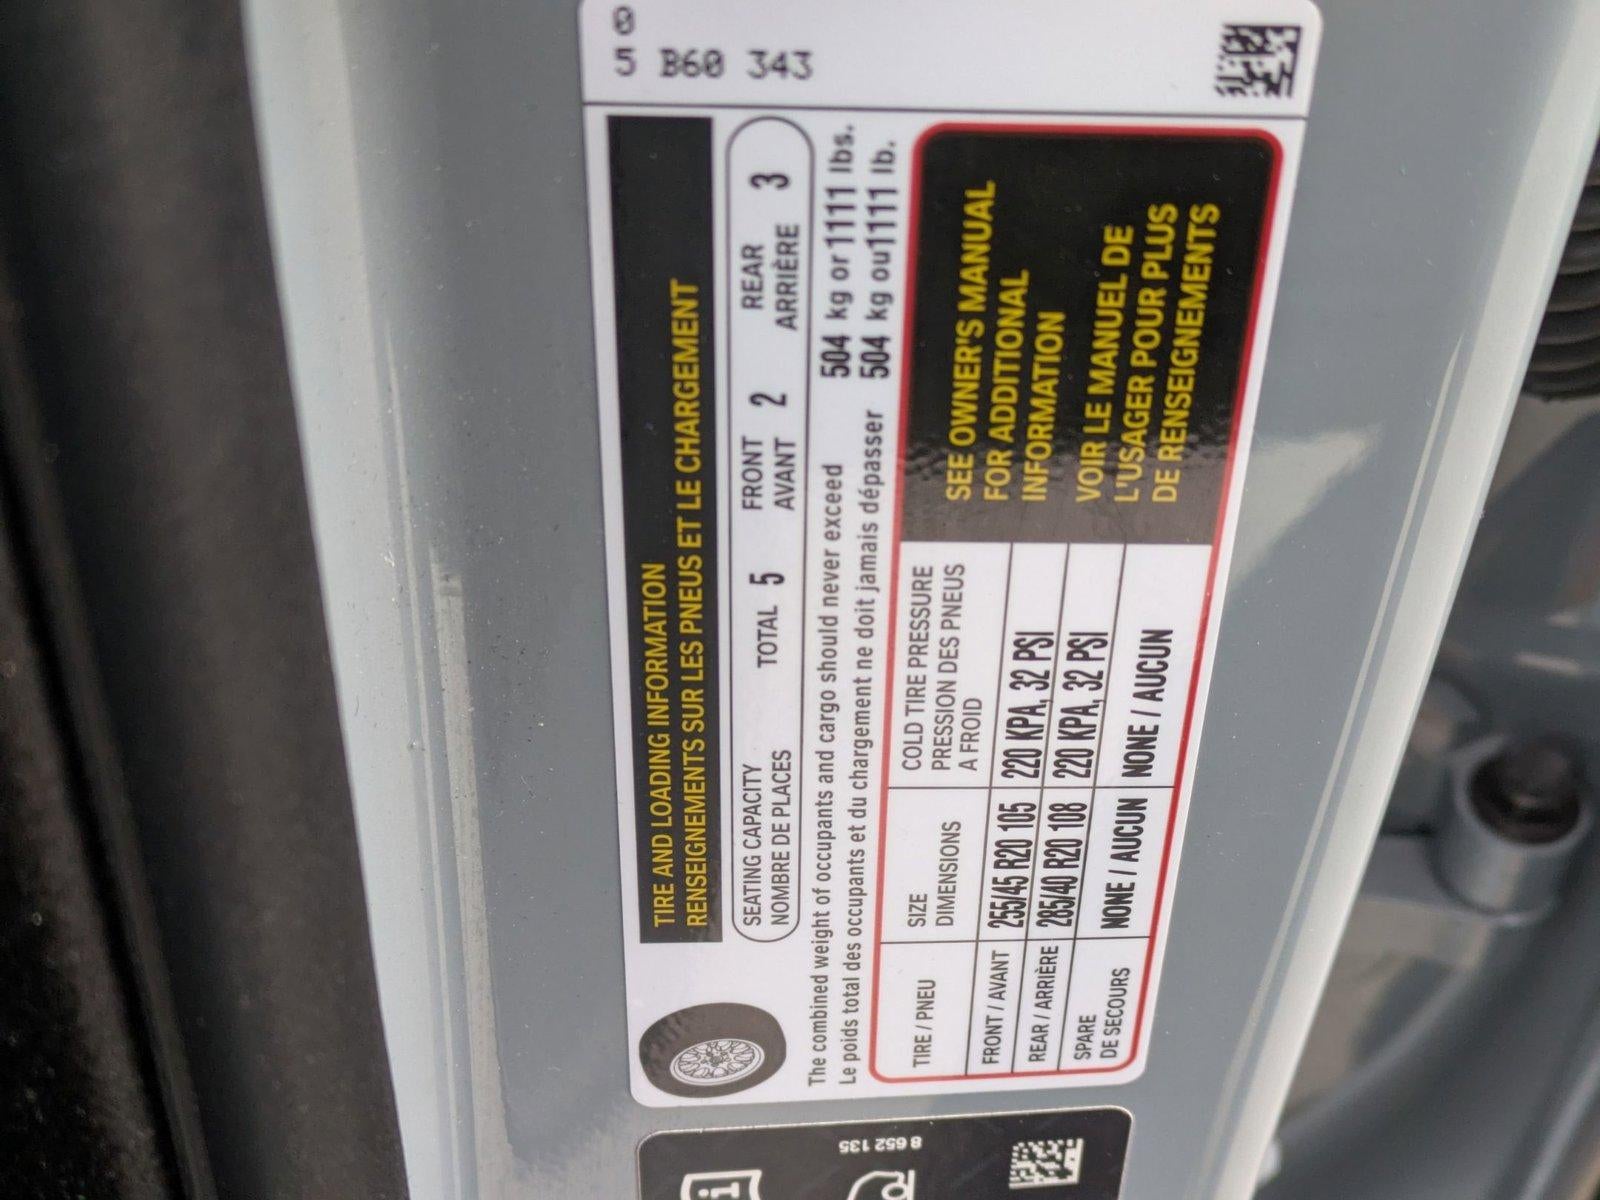 0
5 B60 343
TIRE AND LOADING INFORMATION
RENSEIGNEMENTS SUR LES PNEUS ET LE CHARGEMENT
SEATING CAPACITY TOTAL 5 FRONT 2 REAR 3
NOMBRE DE PLACES AVANT ARRIÈRE
The combined weight of occupants and cargo should never exceed 504 kg or 1111 lbs.
Le poids total des occupants et du chargement ne doit jamais dépasser 504 kg ou1111 lb.
TIRE / PNEU
SIZE
DIMENSIONS
COLD TIRE PRESSURE
PRESSION DES PNEUS
A FROID
FRONT / AVANT 255/45 R20 105 220 KPA, 32 PSI
REAR / ARRIÈRE 285/40 R20 108 220 KPA, 32 PSI
SPARE
DE SECOURS
NONE / AUCUN NONE / AUCUN
SEE OWNER'S MANUAL
FOR ADDITIONAL
INFORMATION
VOIR LE MANUEL DE
L'USAGER POUR PLUS
DE RENSEIGNEMENTS
i
8 652 135